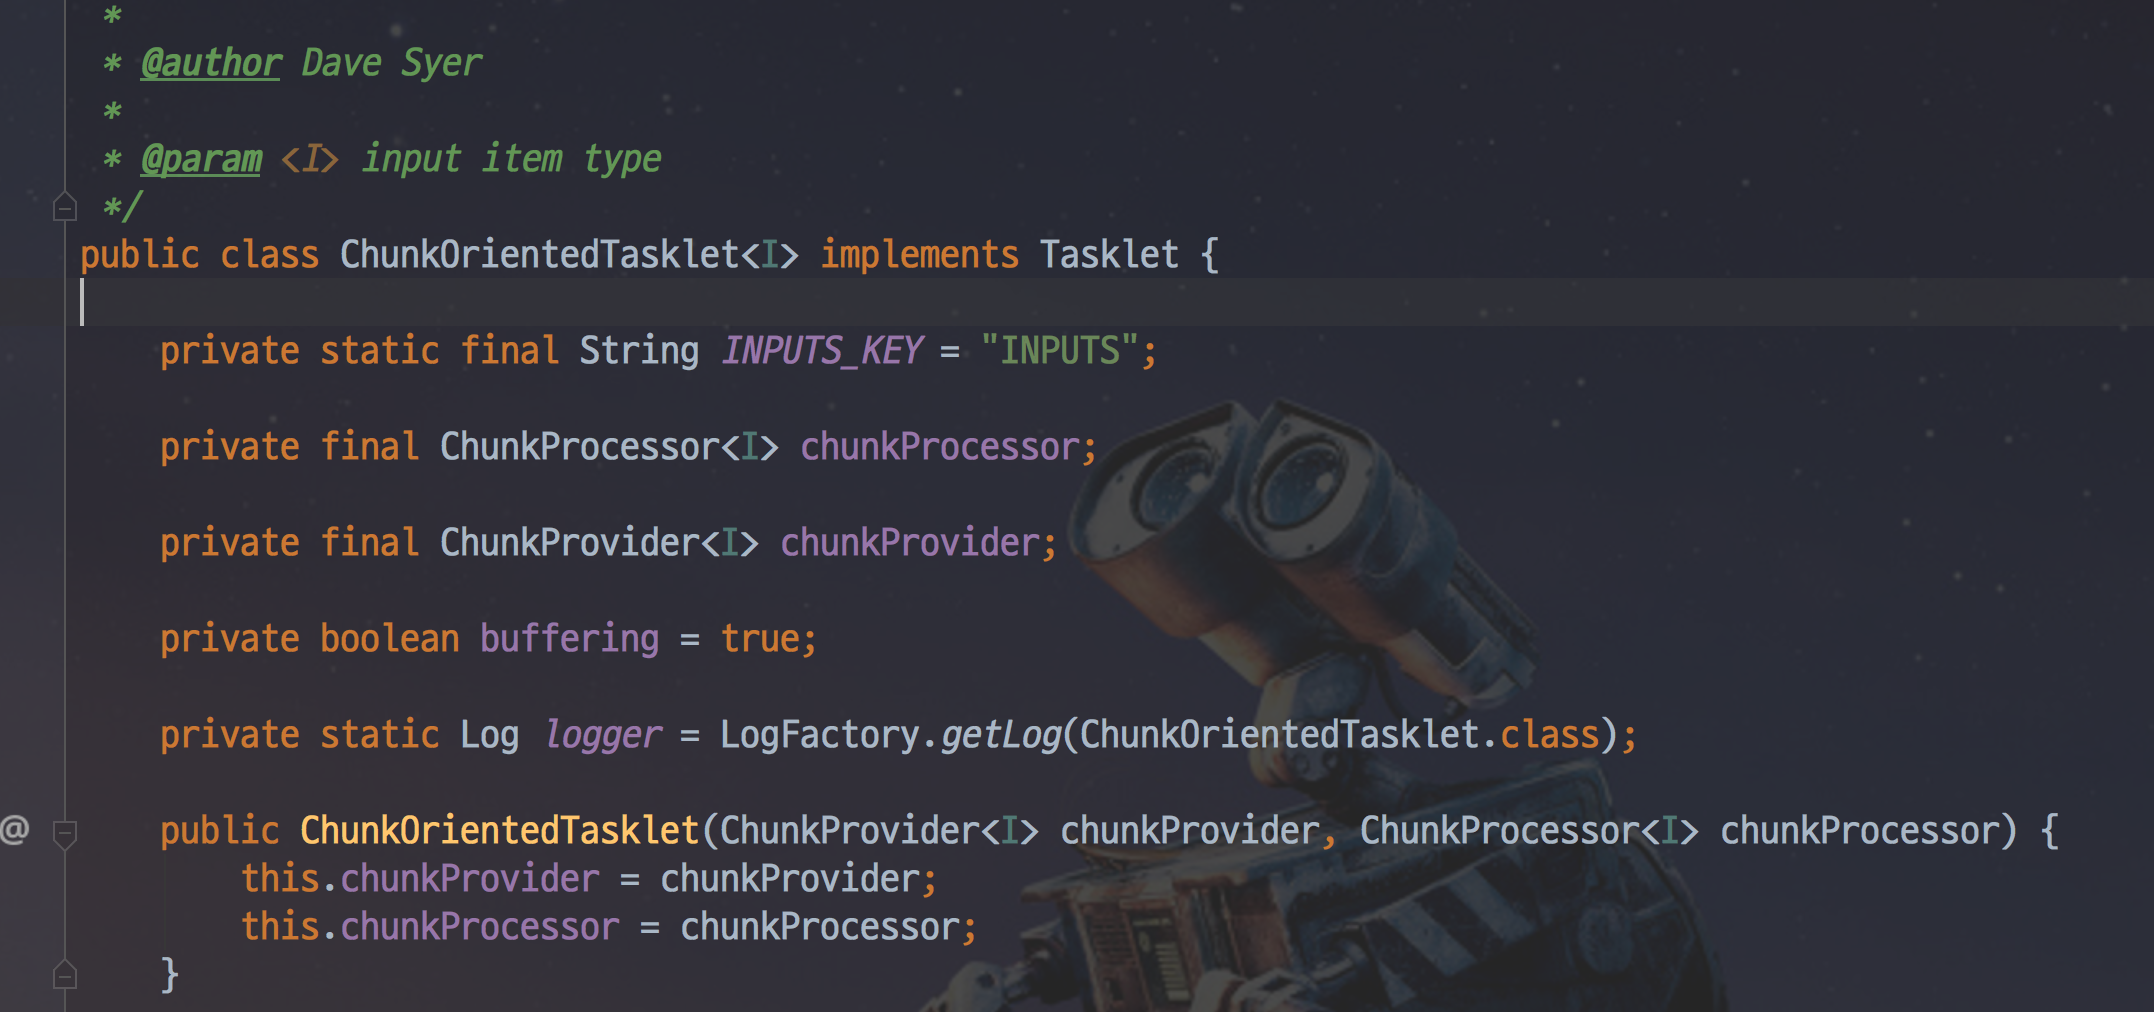 *
* @author Dave Syer
*
* @param <I> input item type
*/
public class ChunkOrientedTasklet<I> implements Tasklet {
private static final String INPUTS_KEY = "INPUTS";
private final ChunkProcessor<I> chunkProcessor;
private final ChunkProvider<I> chunkProvider;
private boolean buffering = true;
private static Log logger = LogFactory.getLog(ChunkOrientedTasklet.class);
@ public ChunkOrientedTasklet(ChunkProvider<I> chunkProvider, ChunkProcessor<I> chunkProcessor) {
this.chunkProvider = chunkProvider;
this.chunkProcessor = chunkProcessor;
}